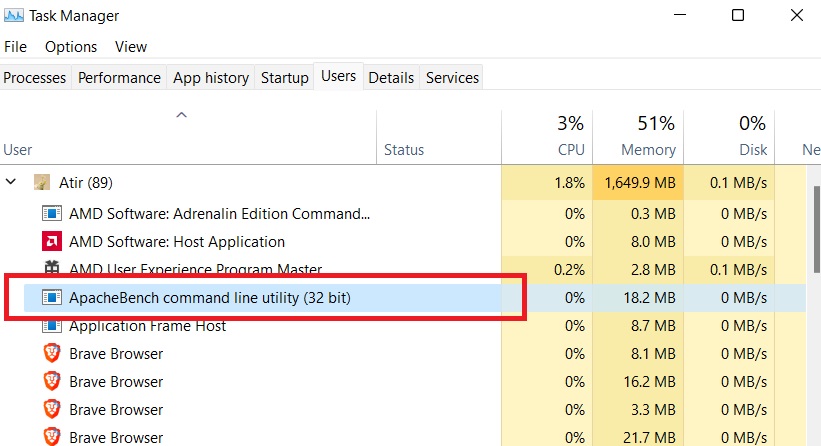 Task Manager
File Options View
Processes Performance App history Startup Users Details Services
3% 51% 0%
User Status CPU Memory Disk Ne
Atir (89) 1.8% 1,649.9 MB 0.1 MB/s
AMD Software: Adrenalin Edition Command... 0% 0.3 MB 0 MB/s
AMD Software: Host Application 0% 8.0 MB 0 MB/s
AMD User Experience Program Master 0.2% 2.8 MB 0.1 MB/s
ApacheBench command line utility (32 bit) 0% 18.2 MB 0 MB/s
Application Frame Host 0% 8.7 MB 0 MB/s
Brave Browser 0% 8.1 MB 0 MB/s
Brave Browser 0% 16.2 MB 0 MB/s
Brave Browser 0% 3.3 MB 0 MB/s
Brave Browser 0% 21.7 MB 0 MB/s